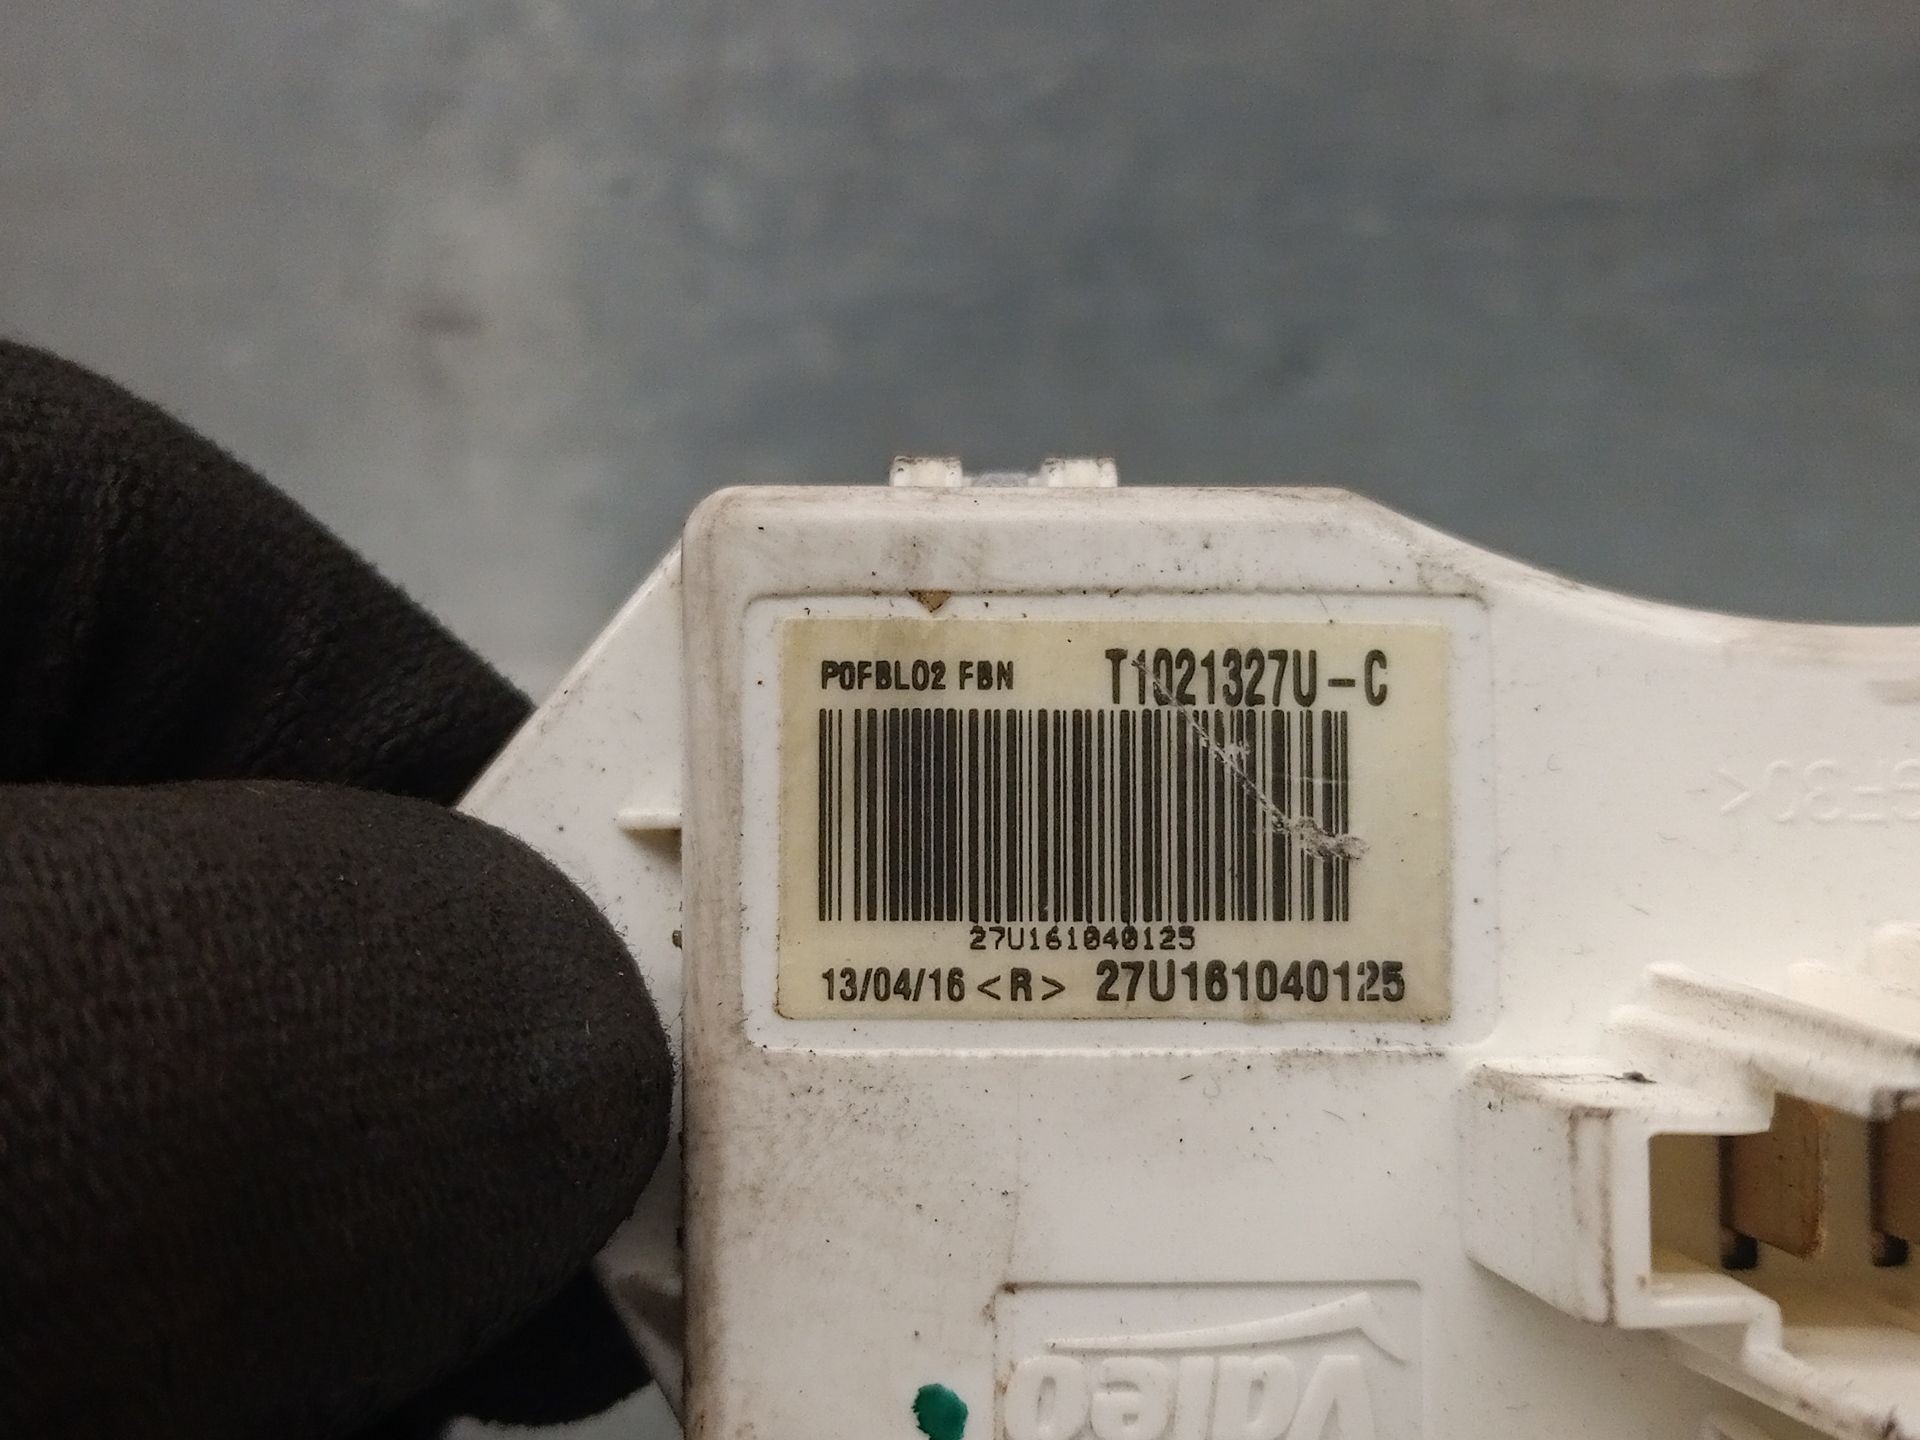 P0FBL02 FBN T1021327U-C
27U161040125
13/04/16 <R> 27U161040125
Valeo